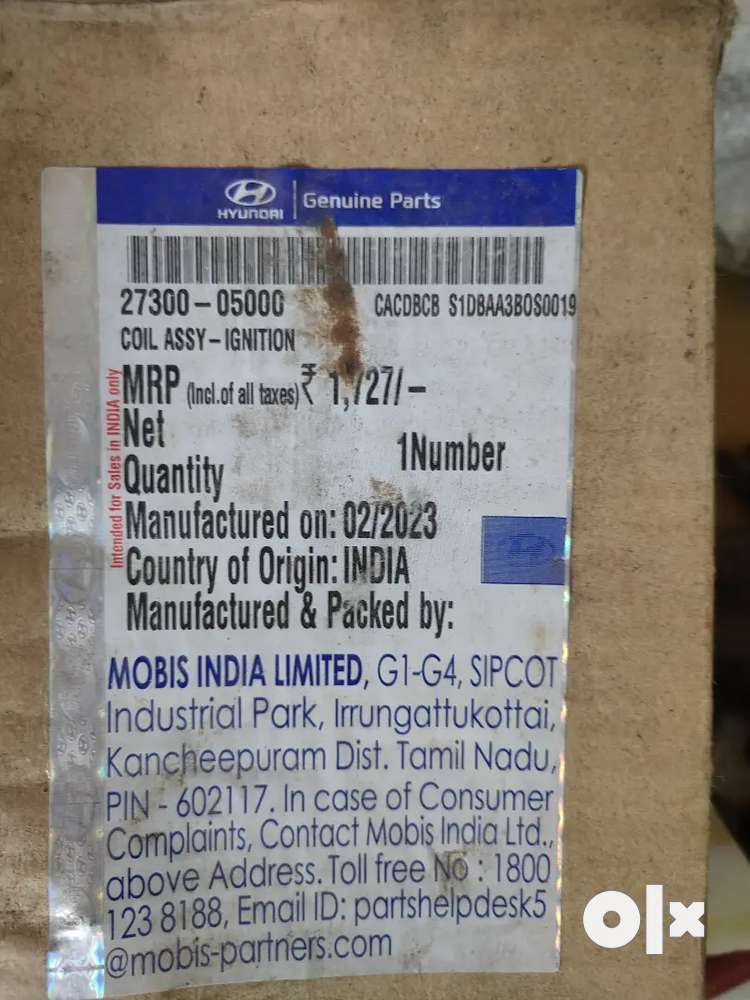 HYUNDAI | Genuine Parts
27300-05000 CACDBCB S1DBAA3BOS0019
COIL ASSY-IGNITION
MRP (Incl.of all taxes) ₹ 1,727/-
Net
Quantity 1Number
Manufactured on: 02/2023
Country of Origin: INDIA
Manufactured & Packed by:
Intended for Sales in INDIA only
MOBIS INDIA LIMITED, G1-G4, SIPCOT
Industrial Park, Irrungattukottai,
Kancheepuram Dist. Tamil Nadu,
PIN - 602117. In case of Consumer
Complaints, Contact Mobis India Ltd.,
above Address. Toll free No : 1800
123 8188, Email ID: partshelpdesk5
@mobis-partners.com
olx